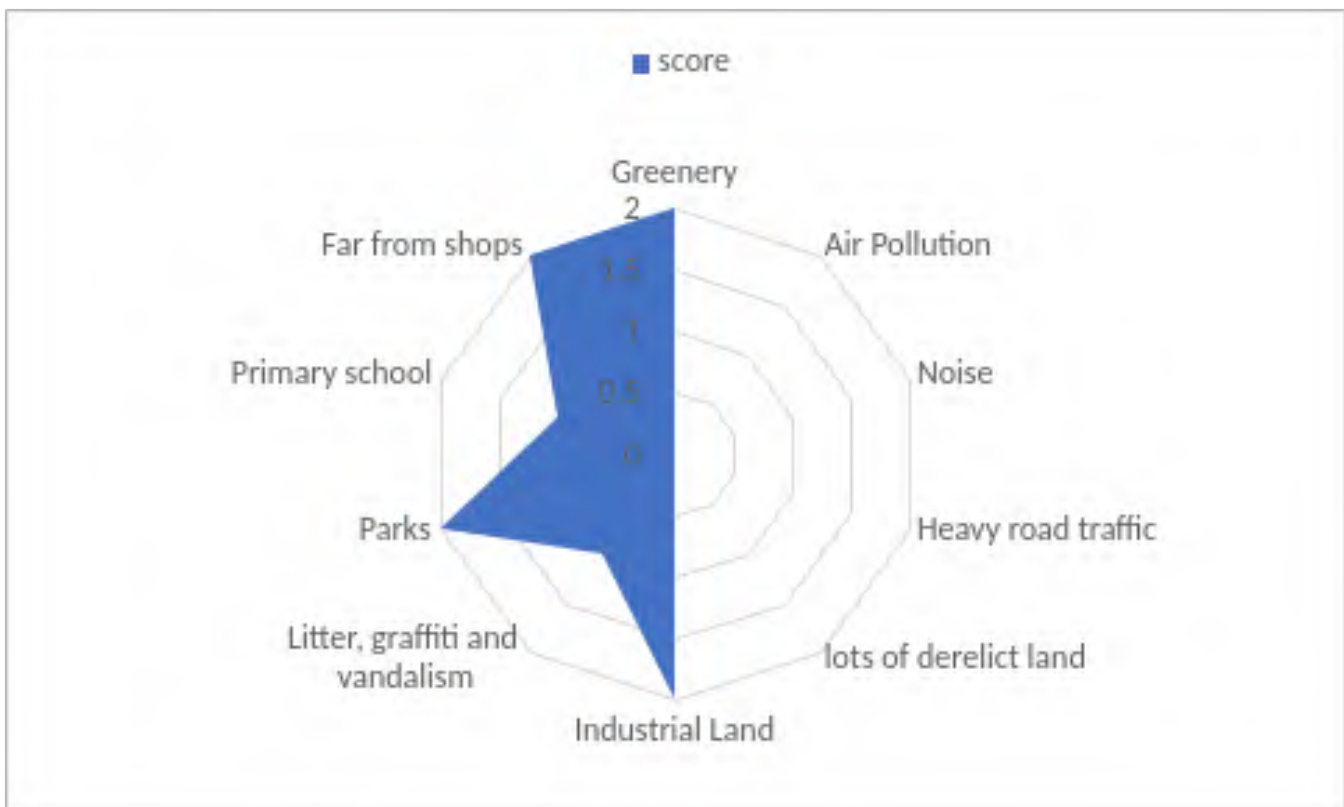 score
Greenery
2
Far from shops
Air Pollution
1.5
1
Primary school
Noise
0.5
0
Parks
Heavy road traffic
Litter, graffiti and
vandalism
lots of derelict land
Industrial Land